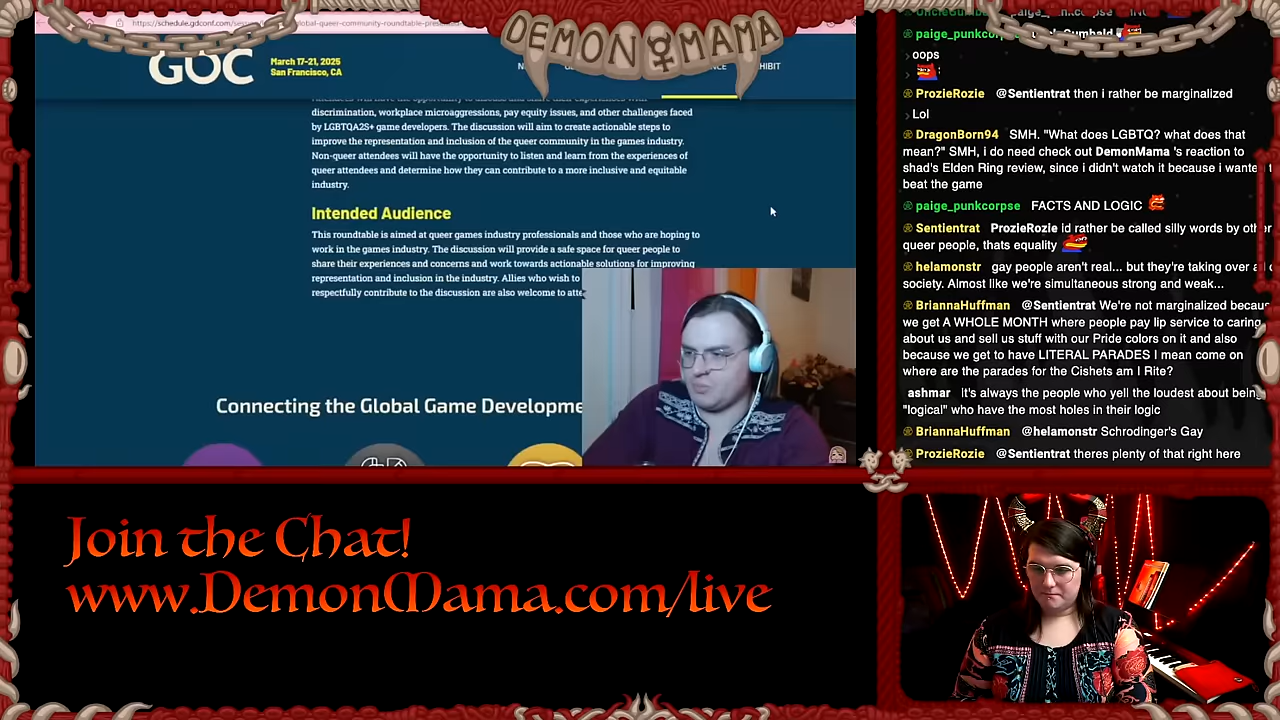 https://schedule.gdconf.com/
global-queer-community-roundtable-prese
DEMON MAMA
GDC
March 17-21, 2025
San Francisco, CA
HIBIT
discrimination, workplace microaggressions, pay equity issues, and other challenges faced
by LGBTQA2S+ game developers. The discussion will aim to create actionable steps to
improve the representation and inclusion of the queer community in the games industry.
Non-queer attendees will have the opportunity to listen and learn from the experiences of
queer attendees and determine how they can contribute to a more inclusive and equitable
industry.
Intended Audience
This roundtable is aimed at queer games industry professionals and those who are hoping to
work in the games industry. The discussion will provide a safe space for queer people to
share their experiences and concerns and work towards actionable solutions for improving
representation and inclusion in the industry. Allies who wish to
respectfully contribute to the discussion are also welcome to atte
Connecting the Global Game Developme
Join the Chat!
www.DemonMama.com/live
oops
ProzieRozie @Sentientrat then i rather be marginalized
Lol
DragonBorn94 SMH. "What does LGBTQ? what does that
mean?" SMH, i do need check out DemonMama 's reaction to
shad's Elden Ring review, since i didn't watch it because i wante t
beat the game
paige_punkcorpse FACTS AND LOGIC
Sentientrat ProzieRozie id rather be called silly words by other
queer people, thats equality
helamonstr gay people aren't real... but they're taking over all o
society. Almost like we're simultaneous strong and weak...
BriannaHuffman @Sentientrat We're not marginalized becau
we get A WHOLE MONTH where people pay lip service to caring
about us and sell us stuff with our Pride colors on it and also
because we get to have LITERAL PARADES I mean come on
where are the parades for the Cishets am I Rite?
ashmar It's always the people who yell the loudest about being
"logical" who have the most holes in their logic
BriannaHuffman @helamonstr Schrodinger's Gay
ProzieRozie @Sentientrat theres plenty of that right here